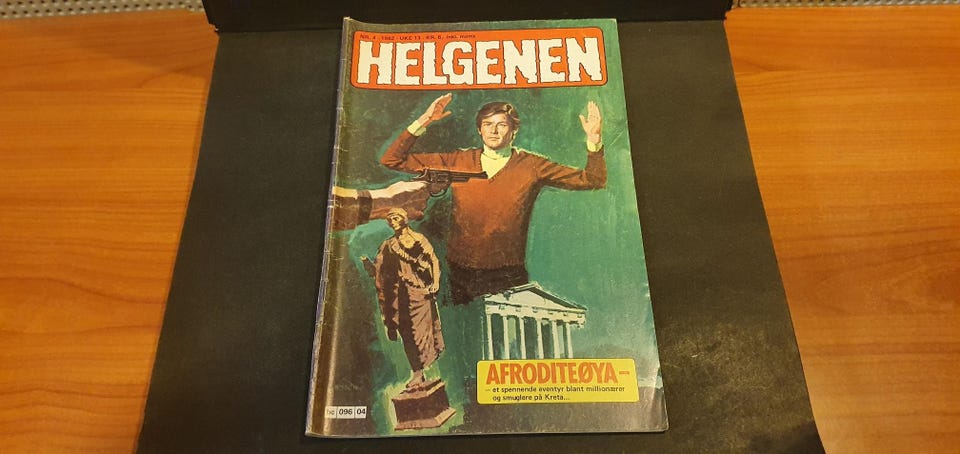 NR. 4 - 1982 - UKE 13 - KR. 6,- inkl. moms
HELGENEN
AFRODITEØYA –
– et spennende eventyr blant millionærer
og smuglere på Kreta...
096 04